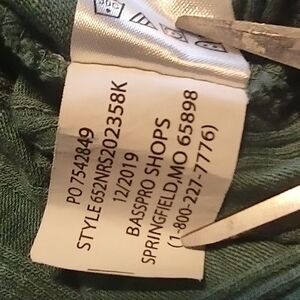 PO 7542849
STYLE 652NRS202358K
12/2019
BASSPRO SHOPS
SPRINGFIELD,MO 65898
(1-800-227-7776)